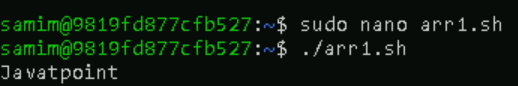 samim@9819fd877cfb527:~$ sudo nano arr1.sh
samim@9819fd877cfb527:~$ ./arr1.sh
Javatpoint